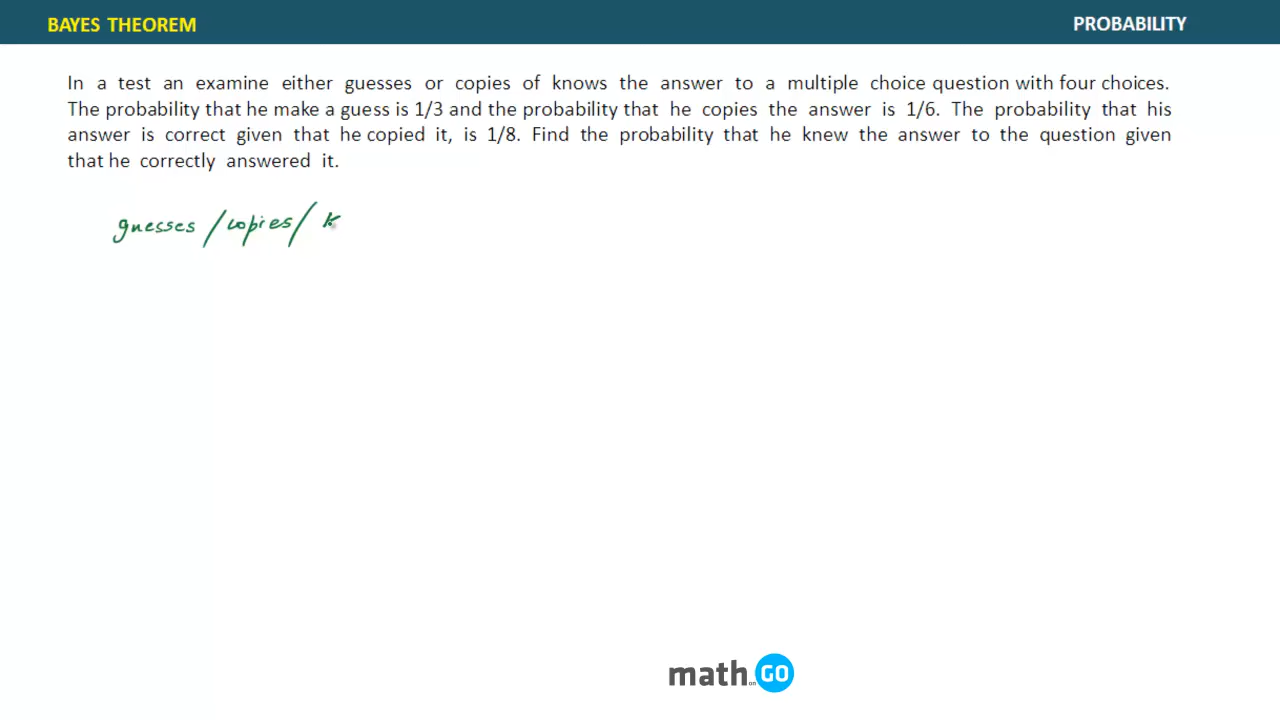 BAYES THEOREM
PROBABILITY
In a test an examine either guesses or copies of knows the answer to a multiple choice question with four choices.
The probability that he make a guess is 1/3 and the probability that he copies the answer is 1/6. The probability that his
answer is correct given that he copied it, is 1/8. Find the probability that he knew the answer to the question given
that he correctly answered it.
guesses / copies / k
math on GO